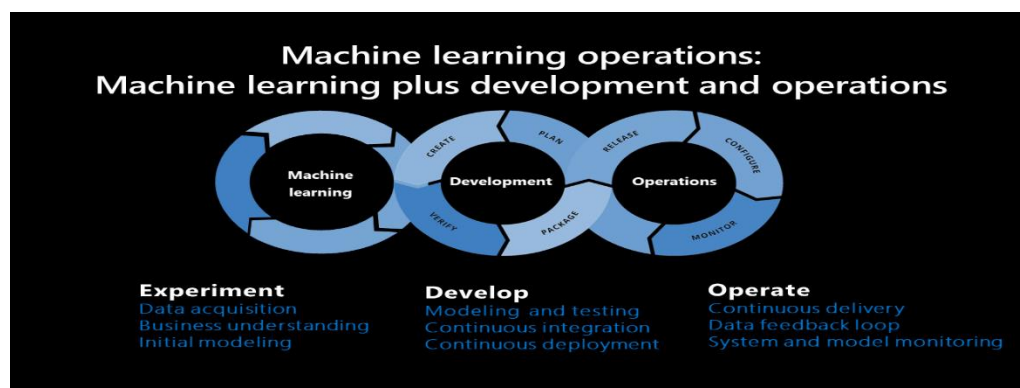 Machine learning operations:
Machine learning plus development and operations
Machine
learning
CREATE
PLAN
Development
VERIFY
PACKAGE
RELEASE
CONFIGURE
Operations
MONITOR
Experiment
Data acquisition
Business understanding
Initial modeling
Develop
Modeling and testing
Continuous integration
Continuous deployment
Operate
Continuous delivery
Data feedback loop
System and model monitoring